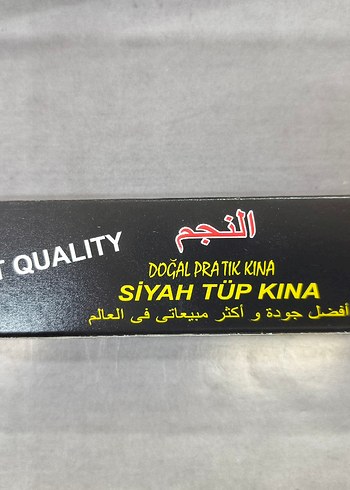 QUALITY
النجم
DOĞAL PRATIK KINA
SİYAH TÜP KINA
أفضل جودة و أكثر مبيعاتى فى العالم